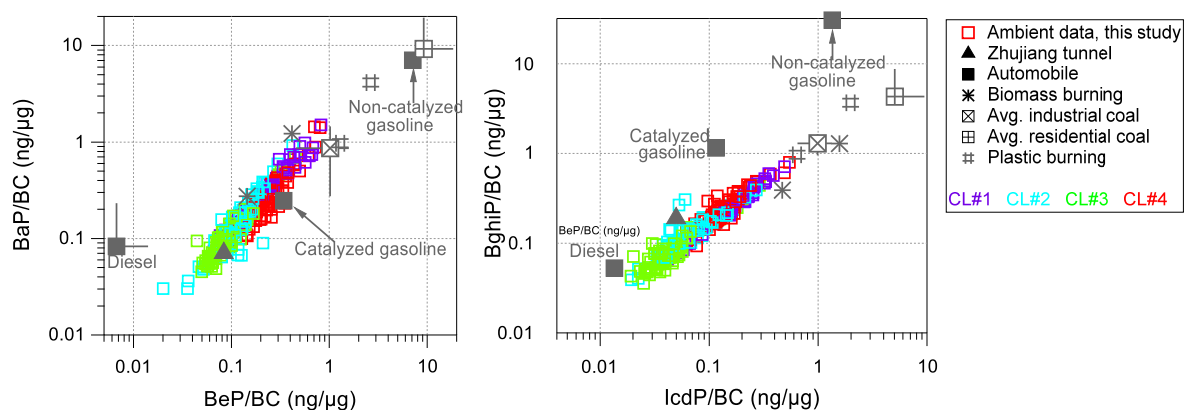 10
1
0.1
0.01
BaP/BC (ng/µg)
Non-catalyzed
gasoline
Catalyzed gasoline
Diesel
0.01
0.1
1
10
BeP/BC (ng/µg)
10
1
0.1
0.01
BghiP/BC (ng/µg)
Non-catalyzed
gasoline
Catalyzed
gasoline
BeP/BC (ng/µg)
Diesel
0.01
0.1
1
10
IcdP/BC (ng/µg)
Ambient data, this study
Zhujiang tunnel
Automobile
Biomass burning
Avg. industrial coal
Avg. residential coal
Plastic burning
CL#1 CL#2 CL#3 CL#4